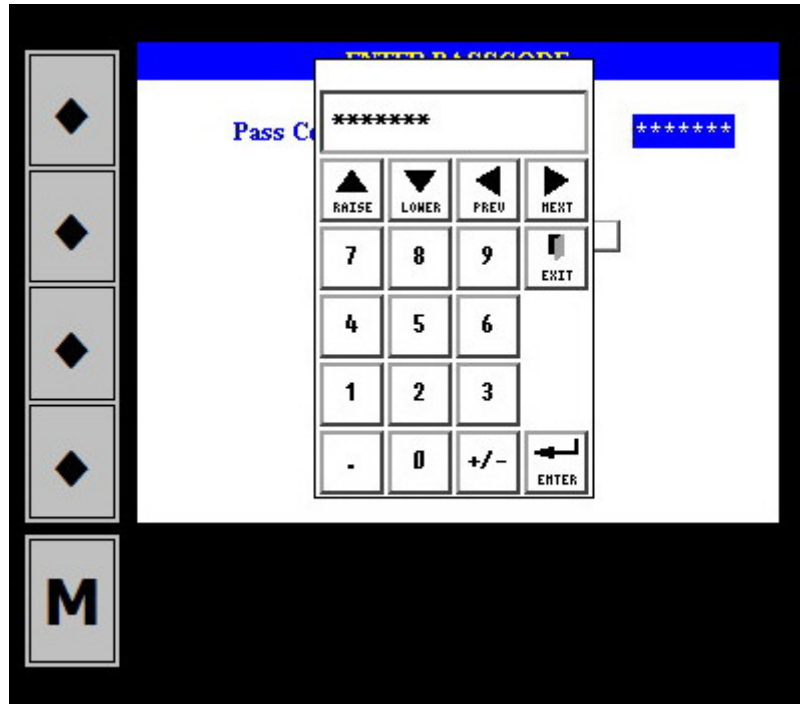 ENTER PASSCODE
Pass Co
*******
*******
RAISE LOWER PREV NEXT
7 8 9 EXIT
4 5 6
1 2 3
. 0 +/- ENTER
M